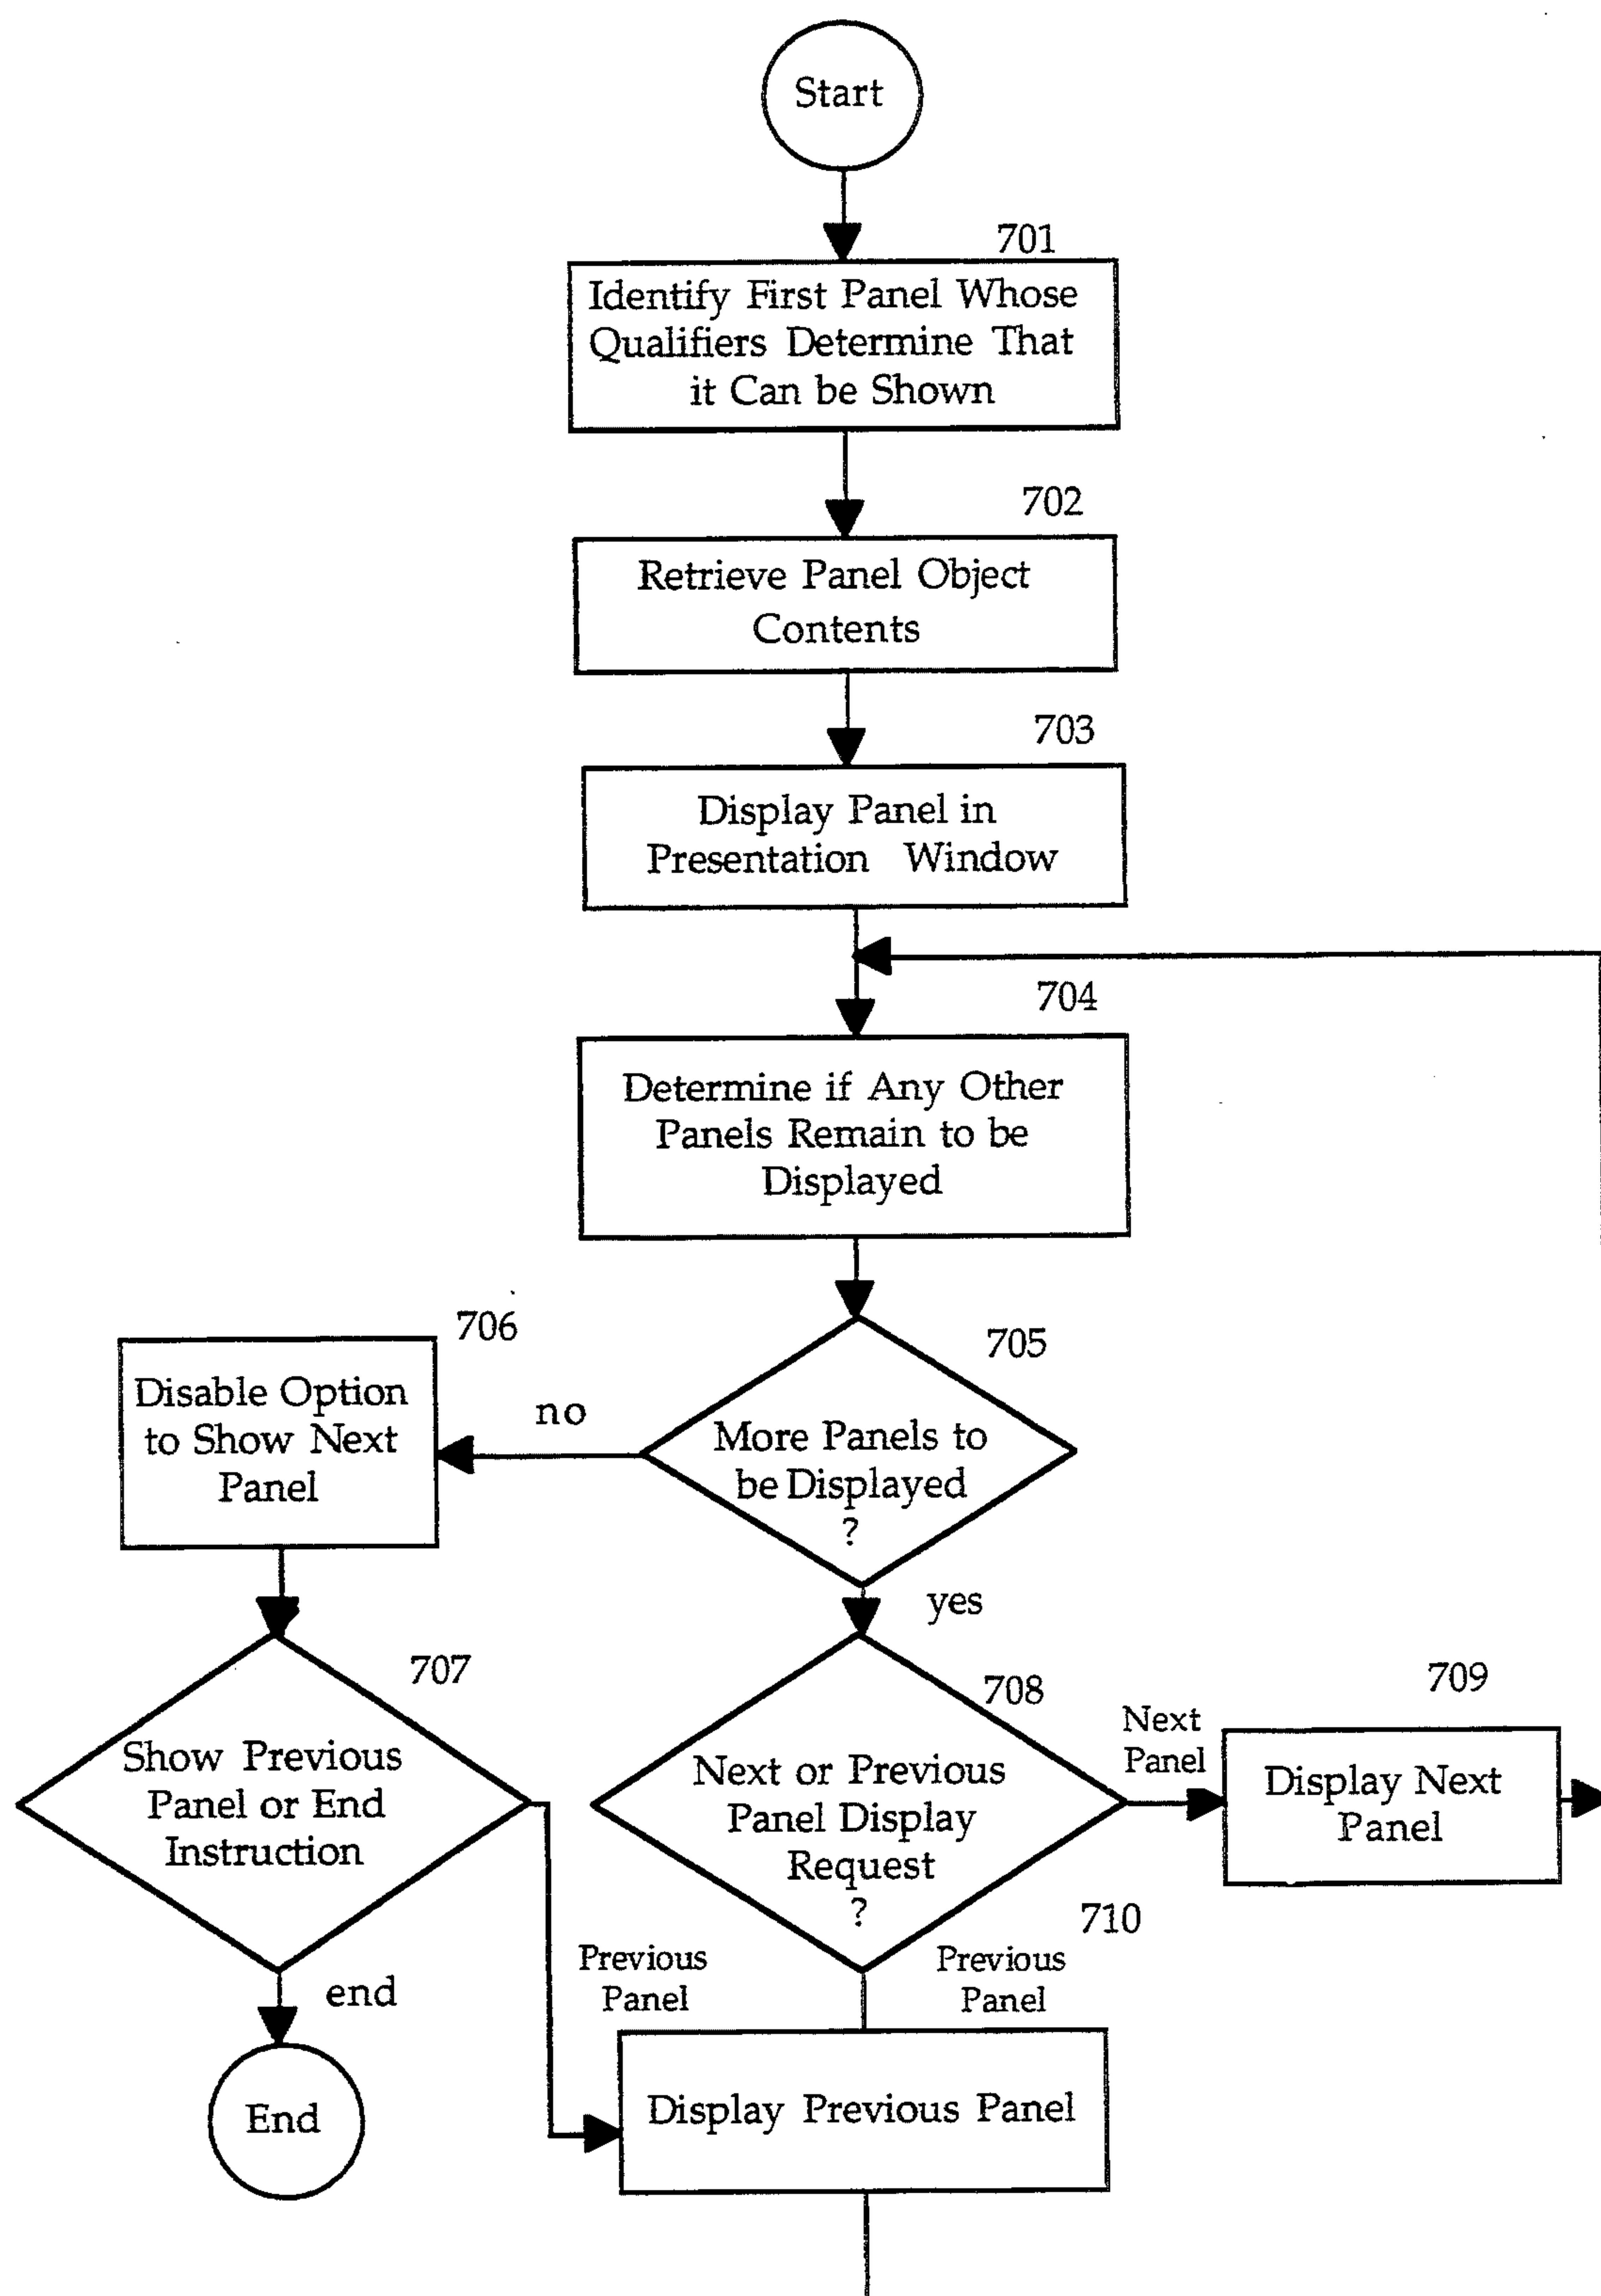 Start
701
Identify First Panel Whose
Qualifiers Determine That
it Can be Shown
702
Retrieve Panel Object
Contents
703
Display Panel in
Presentation Window
704
Determine if Any Other
Panels Remain to be
Displayed
705
More Panels to
be Displayed
?
no
706
Disable Option
to Show Next
Panel
yes
707
Show Previous
Panel or End
Instruction
708
Next or Previous
Panel Display
Request
?
Next
Panel
709
Display Next
Panel
710
end
Previous
Panel
Previous
Panel
End
Display Previous Panel